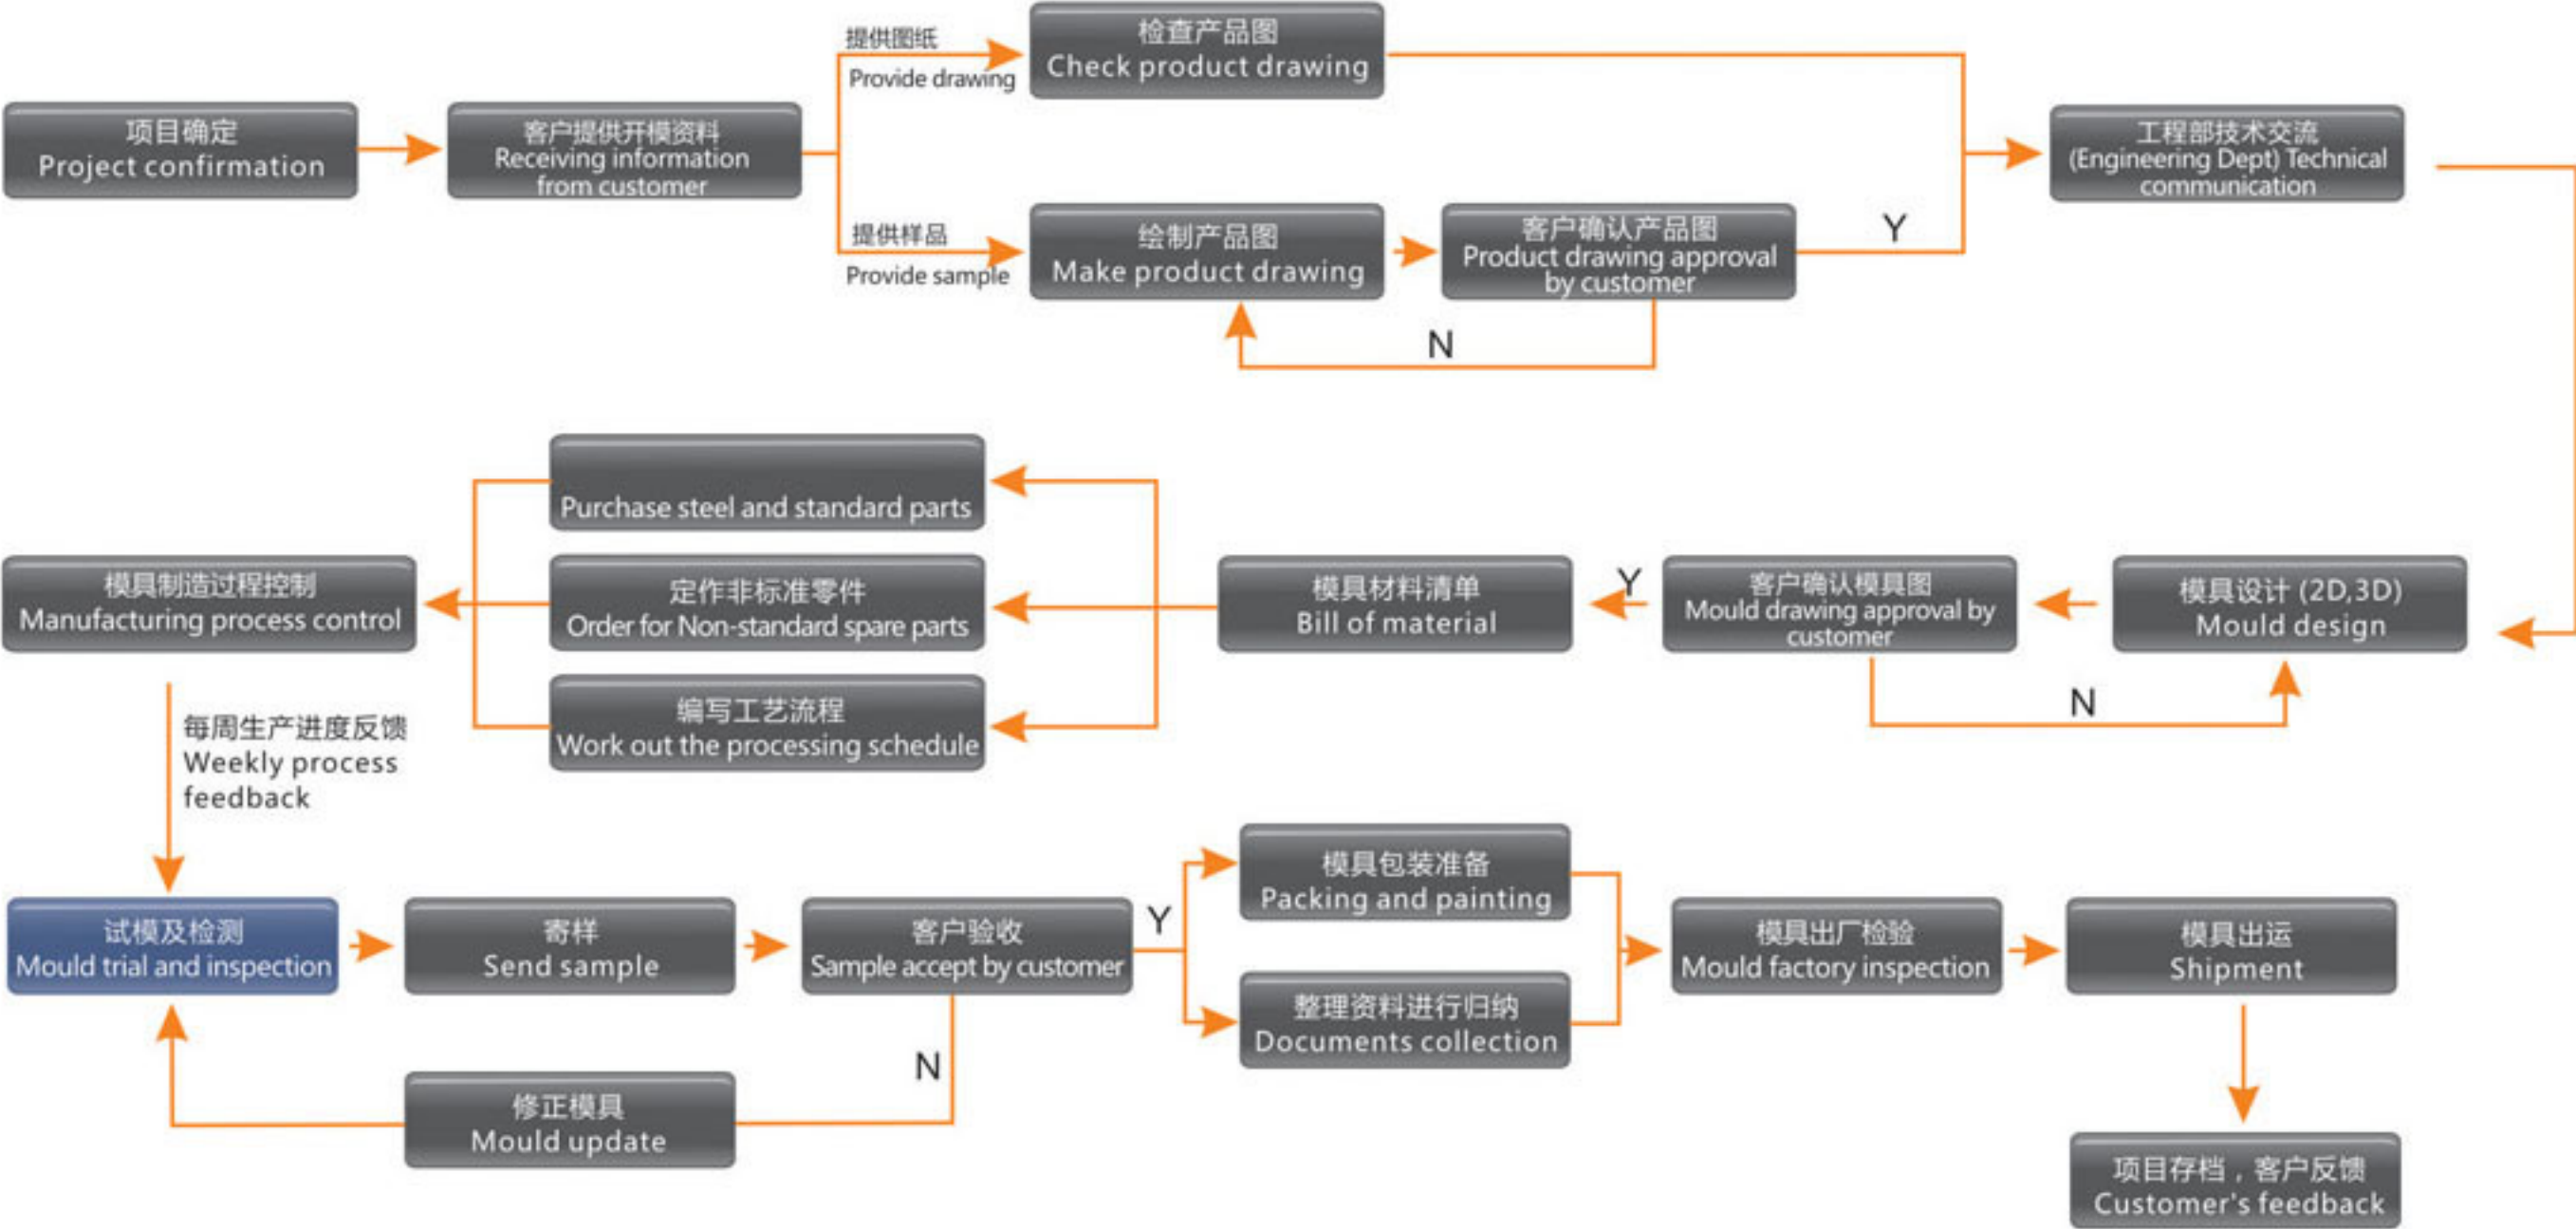 项目确定
Project confirmation
客户提供开模资料
Receiving information
from customer
提供图纸
Provide drawing
检查产品图
Check product drawing
提供样品
Provide sample
绘制产品图
Make product drawing
客户确认产品图
Product drawing approval
by customer
Y
N
工程部技术交流
(Engineering Dept) Technical
communication
模具设计 (2D,3D)
Mould design
客户确认模具图
Mould drawing approval by
customer
N
Y
模具材料清单
Bill of material
Purchase steel and standard parts
定作非标准零件
Order for Non-standard spare parts
编写工艺流程
Work out the processing schedule
模具制造过程控制
Manufacturing process control
每周生产进度反馈
Weekly process
feedback
试模及检测
Mould trial and inspection
寄样
Send sample
客户验收
Sample accept by customer
N
修正模具
Mould update
Y
模具包装准备
Packing and painting
整理资料进行归纳
Documents collection
模具出厂检验
Mould factory inspection
模具出运
Shipment
项目存档，客户反馈
Customer's feedback